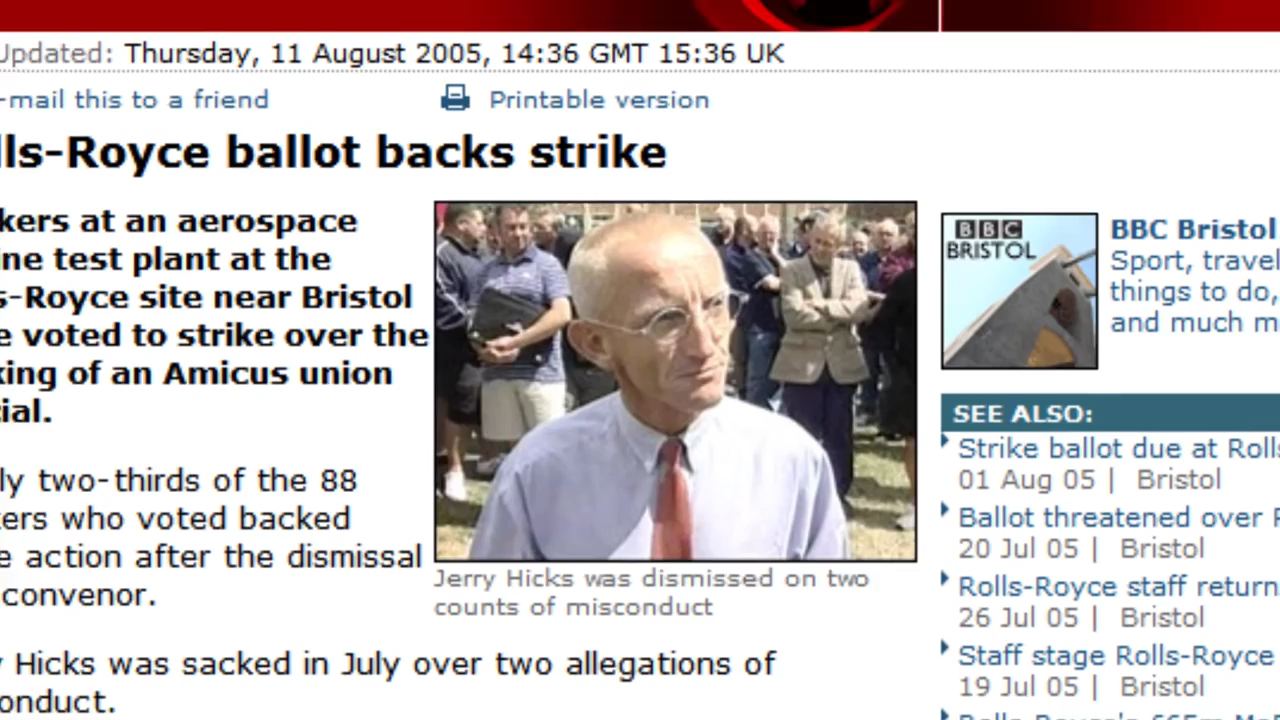 Updated: Thursday, 11 August 2005, 14:36 GMT 15:36 UK
-mail this to a friend
Printable version
lls-Royce ballot backs strike
kers at an aerospace
ine test plant at the
s-Royce site near Bristol
e voted to strike over the
king of an Amicus union
cial.
ly two-thirds of the 88
kers who voted backed
e action after the dismissal
convenor.
Jerry Hicks was dismissed on two
counts of misconduct
y Hicks was sacked in July over two allegations of
onduct.
BBC
BRISTOL
BBC Bristol
Sport, travel
things to do,
and much m
SEE ALSO:
Strike ballot due at Rolls
01 Aug 05 | Bristol
Ballot threatened over R
20 Jul 05 | Bristol
Rolls-Royce staff return
26 Jul 05 | Bristol
Staff stage Rolls-Royce
19 Jul 05 | Bristol